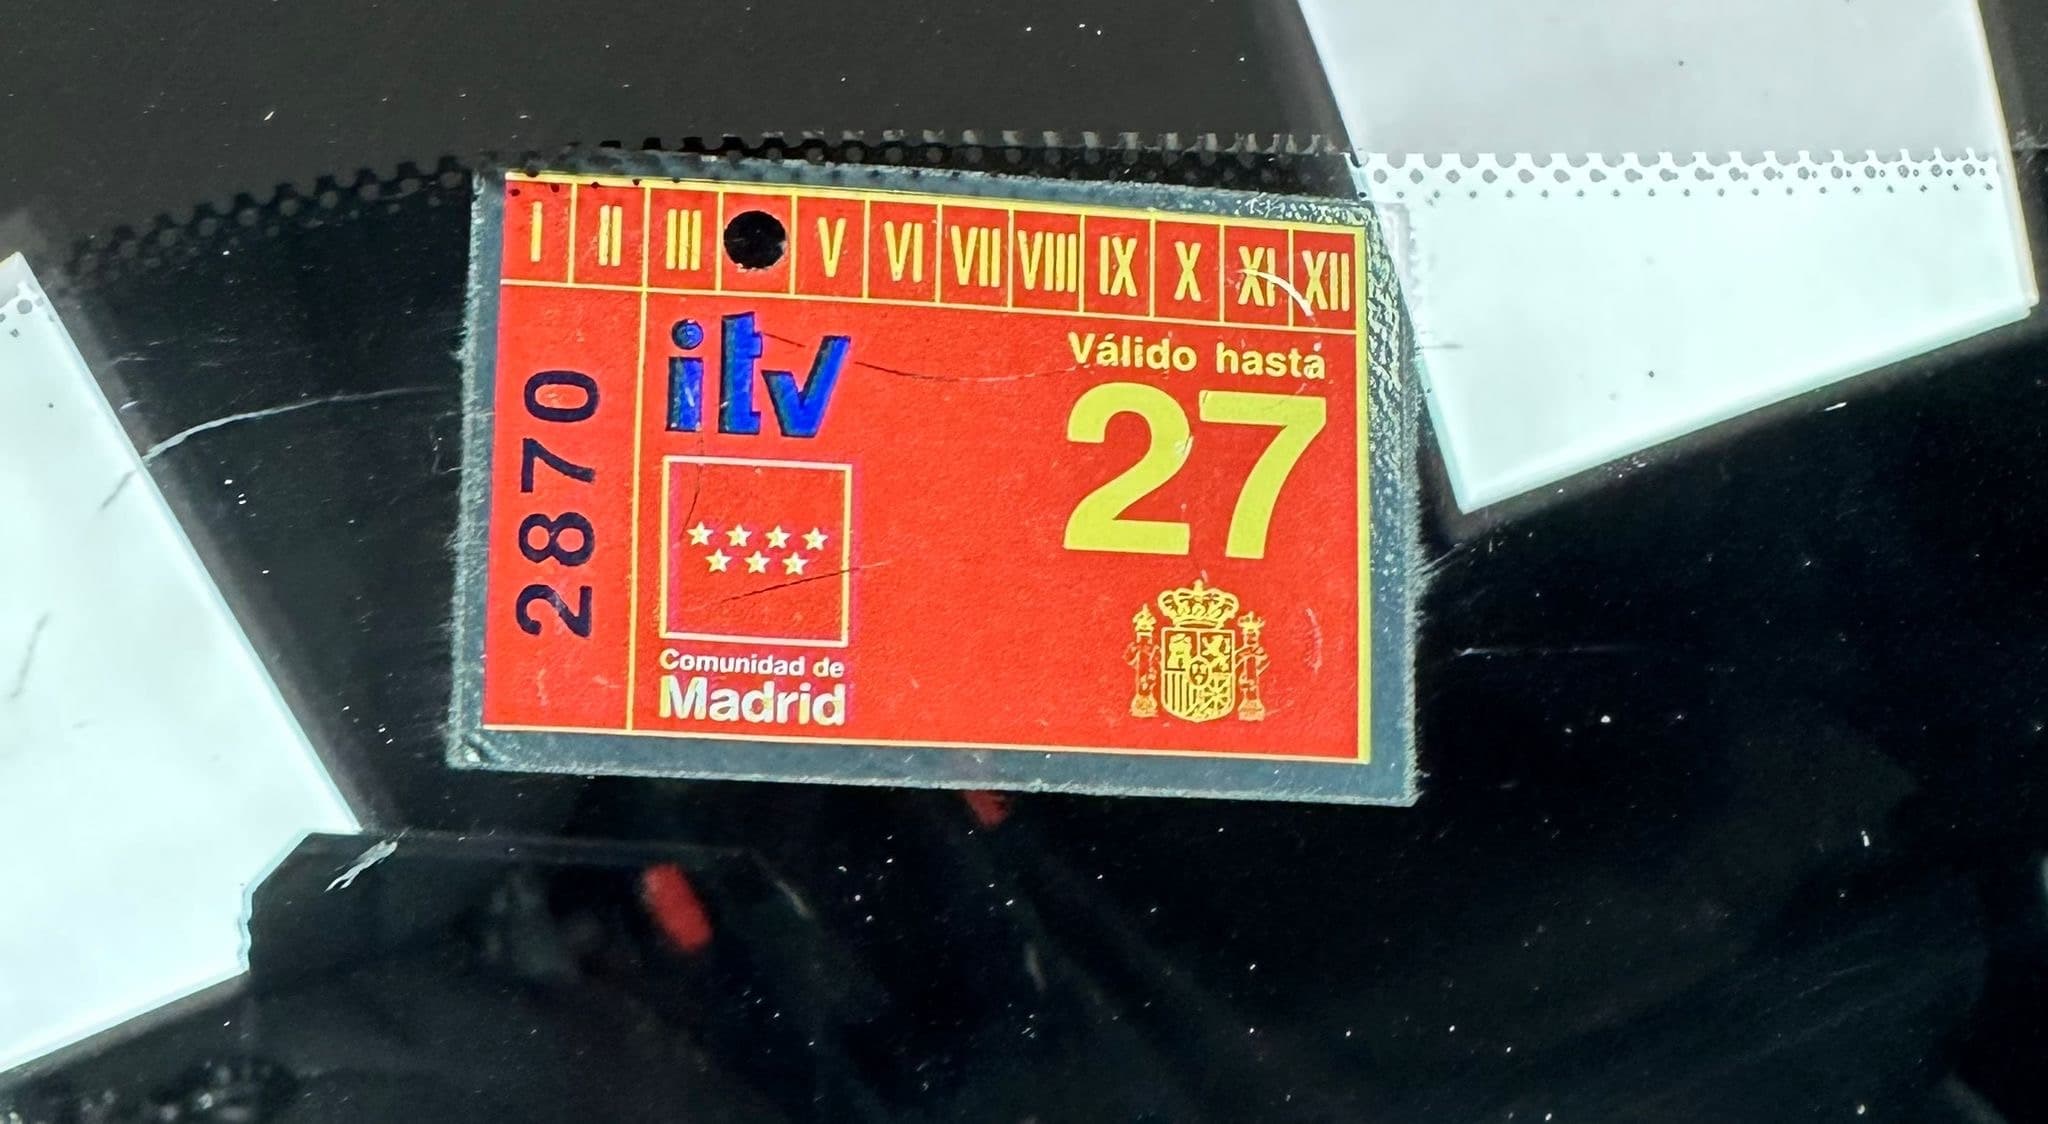 I II III V VI VII VIII IX X XI XII
2870
itv
Válido hasta
27
Comunidad de
Madrid